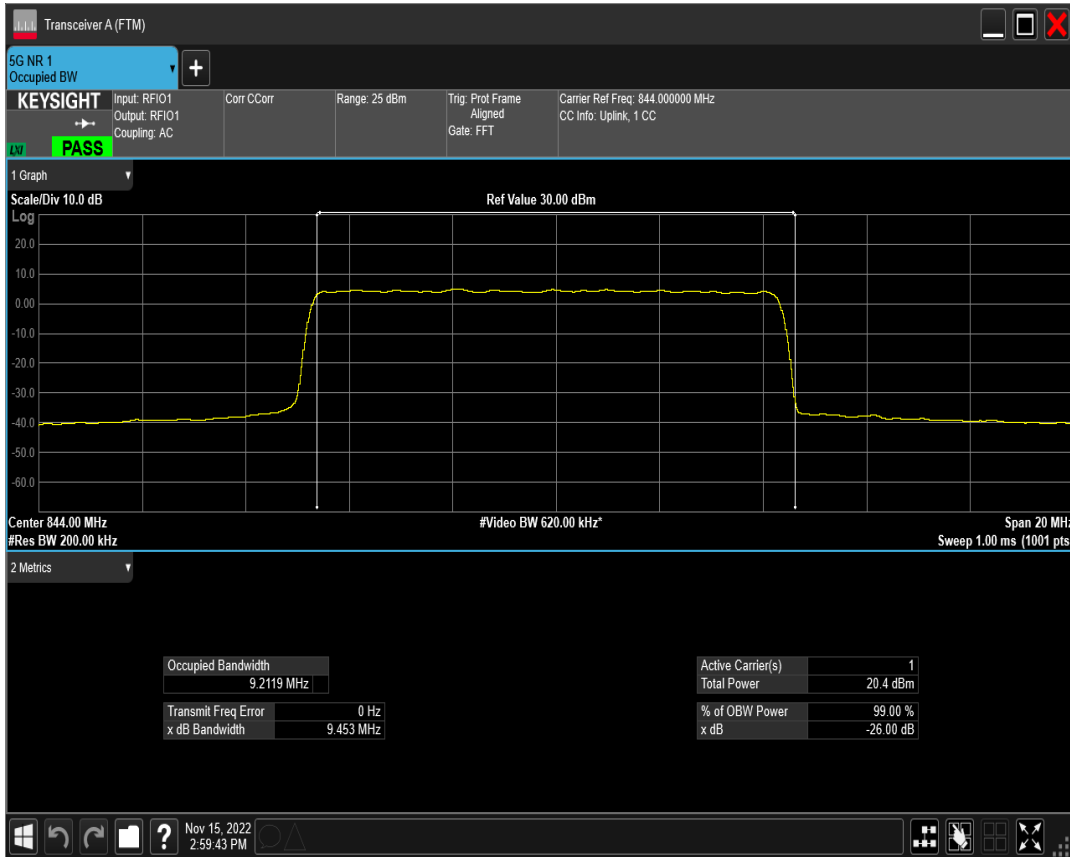 Transceiver A (FTM)
5G NR 1
Occupied BW
+
KEYSIGHT
LXI
PASS
Input: RFIO1
Output: RFIO1
Coupling: AC
Corr CCorr
Range: 25 dBm
Trig: Prot Frame
Aligned
Gate: FFT
Carrier Ref Freq: 844.000000 MHz
CC Info: Uplink, 1 CC
1 Graph
Scale/Div 10.0 dB
Ref Value 30.00 dBm
Log
20.0
10.0
0.00
-10.0
-20.0
-30.0
-40.0
-50.0
-60.0
Center 844.00 MHz
#Video BW 620.00 kHz*
Span 20 MHz
#Res BW 200.00 kHz
Sweep 1.00 ms (1001 pts
2 Metrics
Occupied Bandwidth
9.2119 MHz
Transmit Freq Error 0 Hz
x dB Bandwidth 9.453 MHz
Active Carrier(s) 1
Total Power 20.4 dBm
% of OBW Power 99.00 %
x dB -26.00 dB
?
Nov 15, 2022
2:59:43 PM